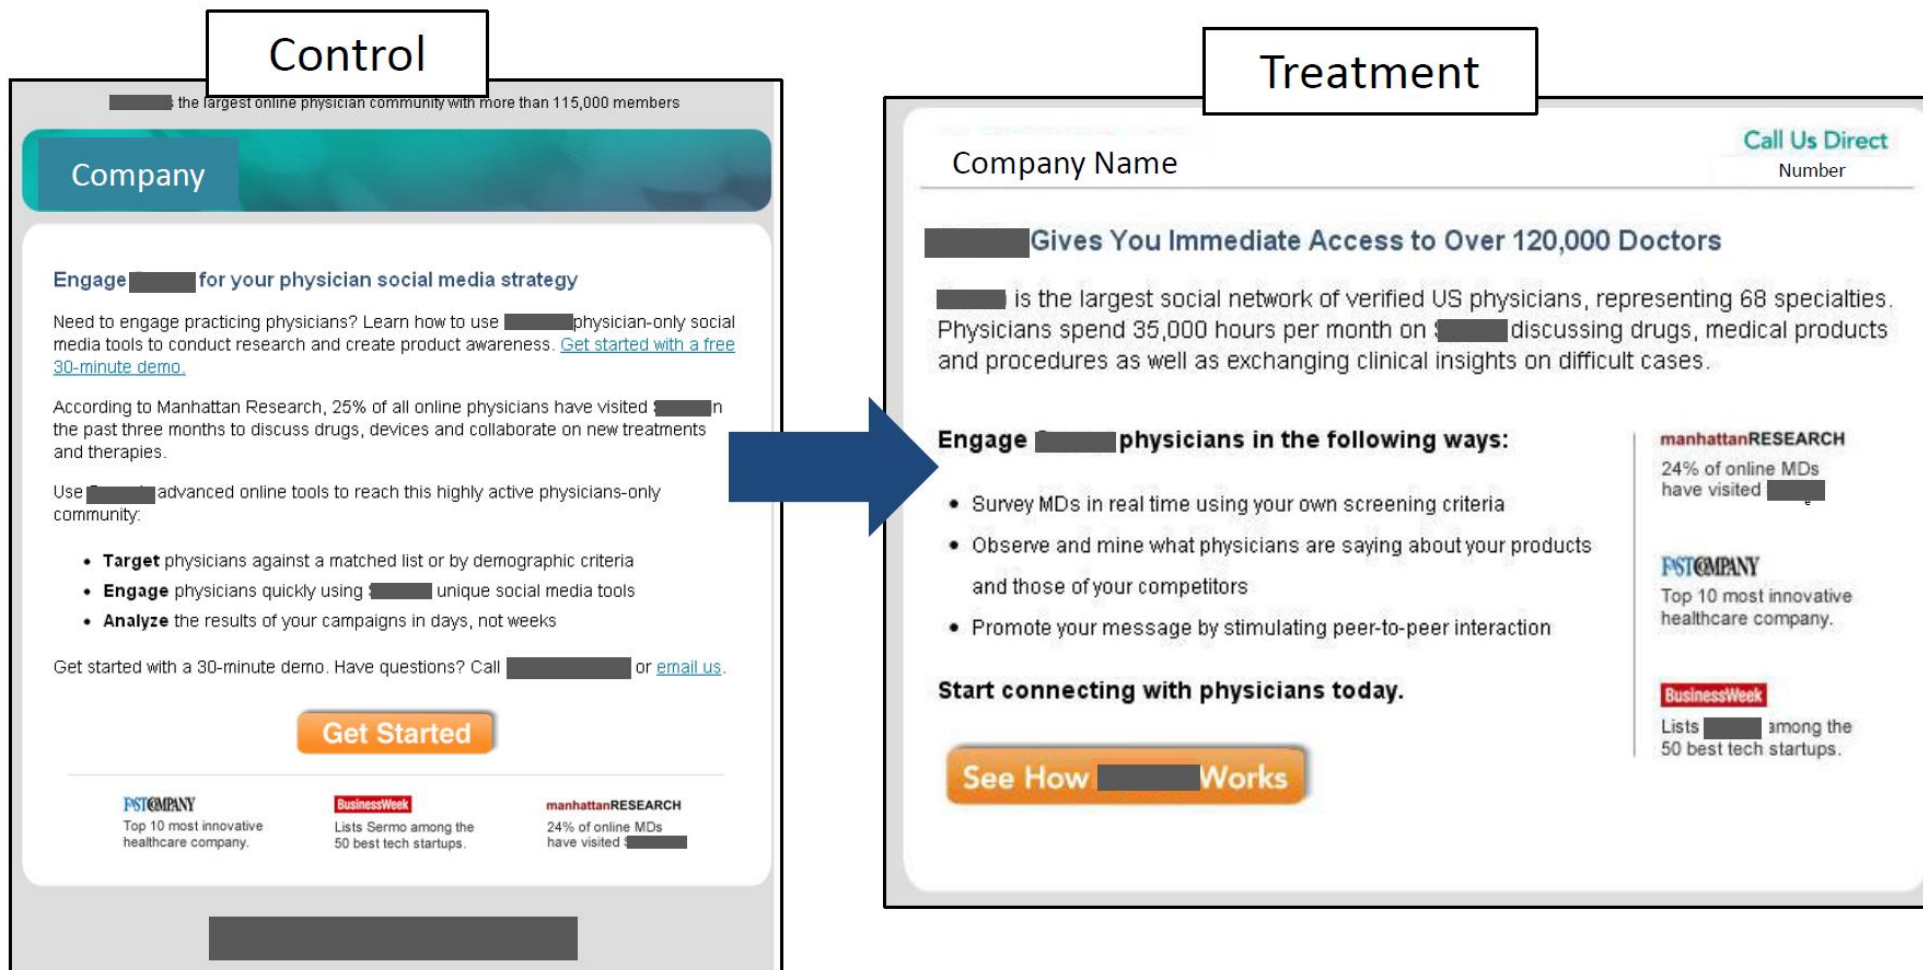 Control
the largest online physician community with more than 115,000 members
Company
Engage for your physician social media strategy
Need to engage practicing physicians? Learn how to use physician-only social
media tools to conduct research and create product awareness. Get started with a free
30-minute demo.
According to Manhattan Research, 25% of all online physicians have visited
the past three months to discuss drugs, devices and collaborate on new treatments
and therapies.
Use advanced online tools to reach this highly active physicians-only
community:
• Target physicians against a matched list or by demographic criteria
• Engage physicians quickly using unique social media tools
• Analyze the results of your campaigns in days, not weeks
Get started with a 30-minute demo. Have questions? Call or email us.
Get Started
FAST COMPANY
Top 10 most innovative
healthcare company.
BusinessWeek
Lists Sermo among the
50 best tech startups.
manhattanRESEARCH
24% of online MDs
have visited
Treatment
Company Name
Call Us Direct
Number
Gives You Immediate Access to Over 120,000 Doctors
is the largest social network of verified US physicians, representing 68 specialties.
Physicians spend 35,000 hours per month on discussing drugs, medical products
and procedures as well as exchanging clinical insights on difficult cases.
Engage physicians in the following ways:
• Survey MDs in real time using your own screening criteria
• Observe and mine what physicians are saying about your products
and those of your competitors
• Promote your message by stimulating peer-to-peer interaction
Start connecting with physicians today.
See How Works
manhattanRESEARCH
24% of online MDs
have visited
FAST COMPANY
Top 10 most innovative
healthcare company.
BusinessWeek
Lists among the
50 best tech startups.